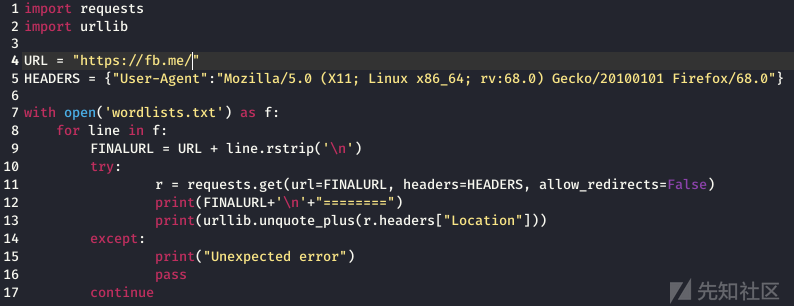 1 import requests
2 import urllib
3
4 URL = "https://fb.me/"
5 HEADERS = {"User-Agent":"Mozilla/5.0 (X11; Linux x86_64; rv:68.0) Gecko/20100101 Firefox/68.0"}
6
7 with open('wordlists.txt') as f:
8     for line in f:
9         FINALURL = URL + line.rstrip('\n')
10         try:
11                 r = requests.get(url=FINALURL, headers=HEADERS, allow_redirects=False)
12                 print(FINALURL+'\n'+"========")
13                 print(urllib.unquote_plus(r.headers["Location"]))
14         except:
15                 print("Unexpected error")
16                 pass
17         continue
先知社区